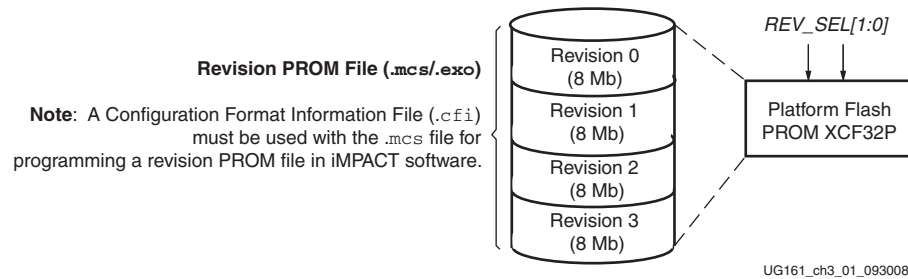 Revision PROM File (.mcs/.exo)
Note: A Configuration Format Information File (.cfi)
must be used with the .mcs file for
programming a revision PROM file in iMPACT software.
Revision 0
(8 Mb)
Revision 1
(8 Mb)
Revision 2
(8 Mb)
Revision 3
(8 Mb)
REV_SEL[1:0]
Platform Flash
PROM XCF32P
UG161_ch3_01_093008